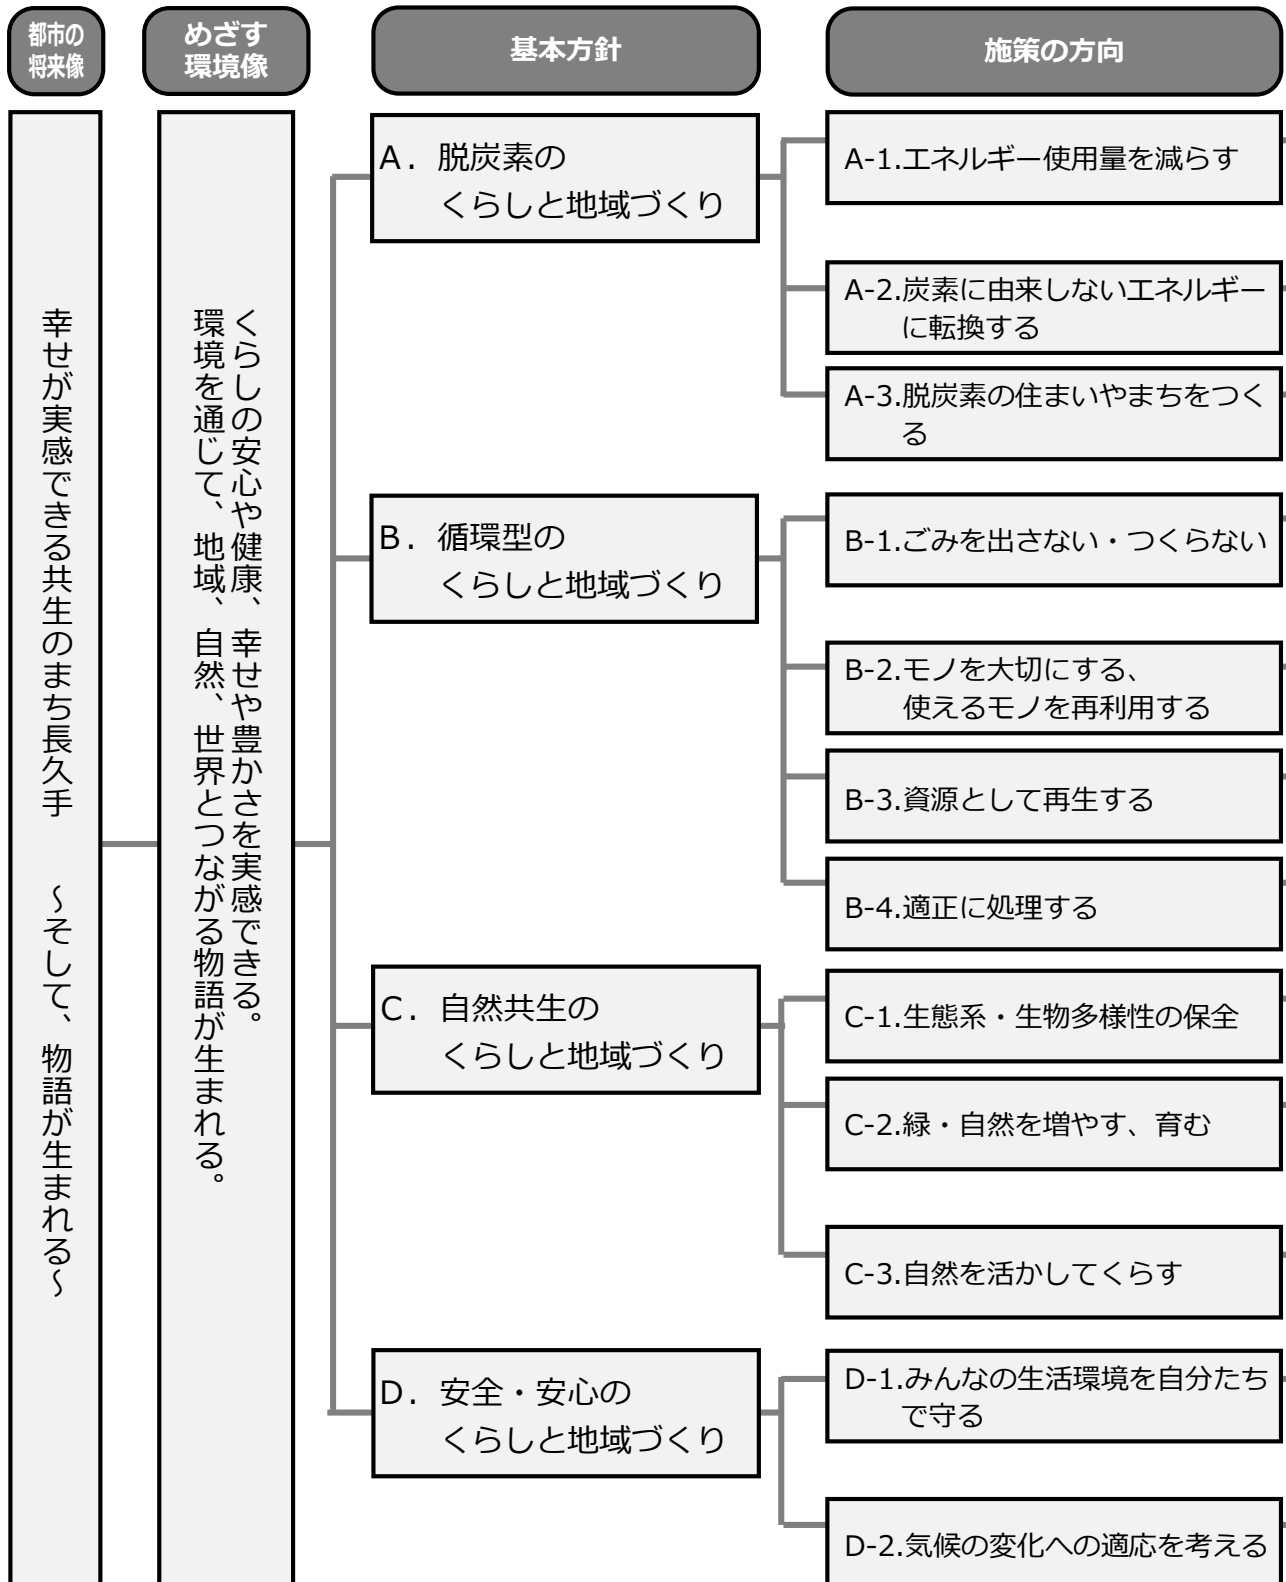 都市の
将来像
めざす
環境像
基本方針
施策の方向
幸せが実感できる共生のまち長久手　～そして、物語が生まれる～
くらしの安心や健康、幸せや豊かさを実感できる。
環境を通じて、地域、自然、世界とつながる物語が生まれる。
A．脱炭素の
くらしと地域づくり
A-1.エネルギー使用量を減らす
A-2.炭素に由来しないエネルギー
に転換する
A-3.脱炭素の住まいやまちをつく
る
B．循環型の
くらしと地域づくり
B-1.ごみを出さない・つくらない
B-2.モノを大切にする、
使えるモノを再利用する
B-3.資源として再生する
B-4.適正に処理する
C．自然共生の
くらしと地域づくり
C-1.生態系・生物多様性の保全
C-2.緑・自然を増やす、育む
C-3.自然を活かしてくらす
D．安全・安心の
くらしと地域づくり
D-1.みんなの生活環境を自分たち
で守る
D-2.気候の変化への適応を考える